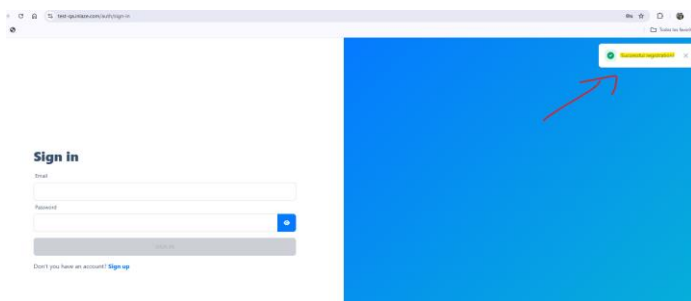 Successful registration!
Sign in
Email
Password
SIGN IN
Don't you have an account? Sign up